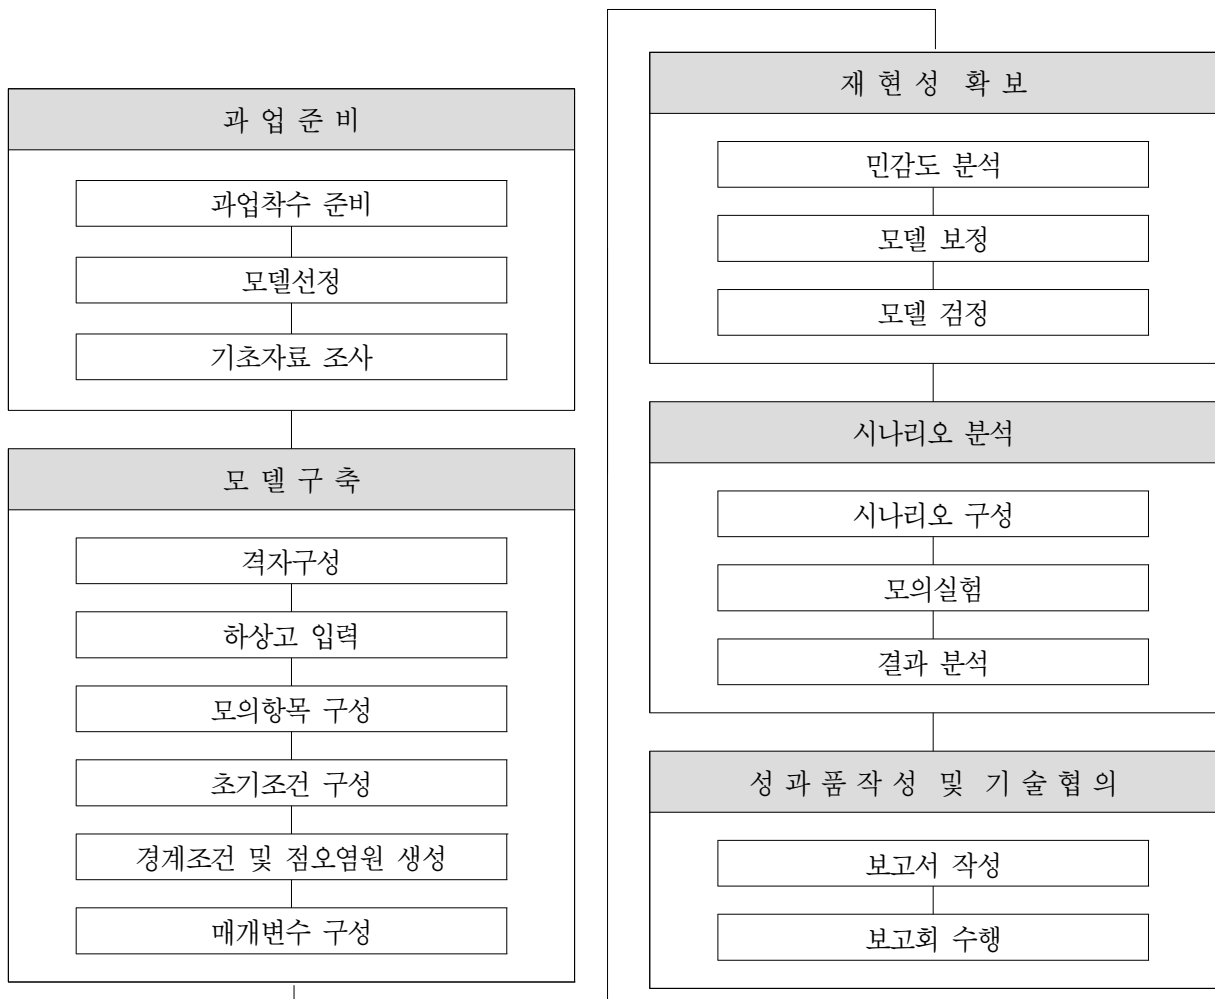 과 업 준 비
과업착수 준비
모델선정
기초자료 조사
모 델 구 축
격자구성
하상고 입력
모의항목 구성
초기조건 구성
경계조건 및 점오염원 생성
매개변수 구성
재 현 성 확 보
민감도 분석
모델 보정
모델 검정
시나리오 분석
시나리오 구성
모의실험
결과 분석
성 과 품 작 성 및 기 술 협 의
보고서 작성
보고회 수행